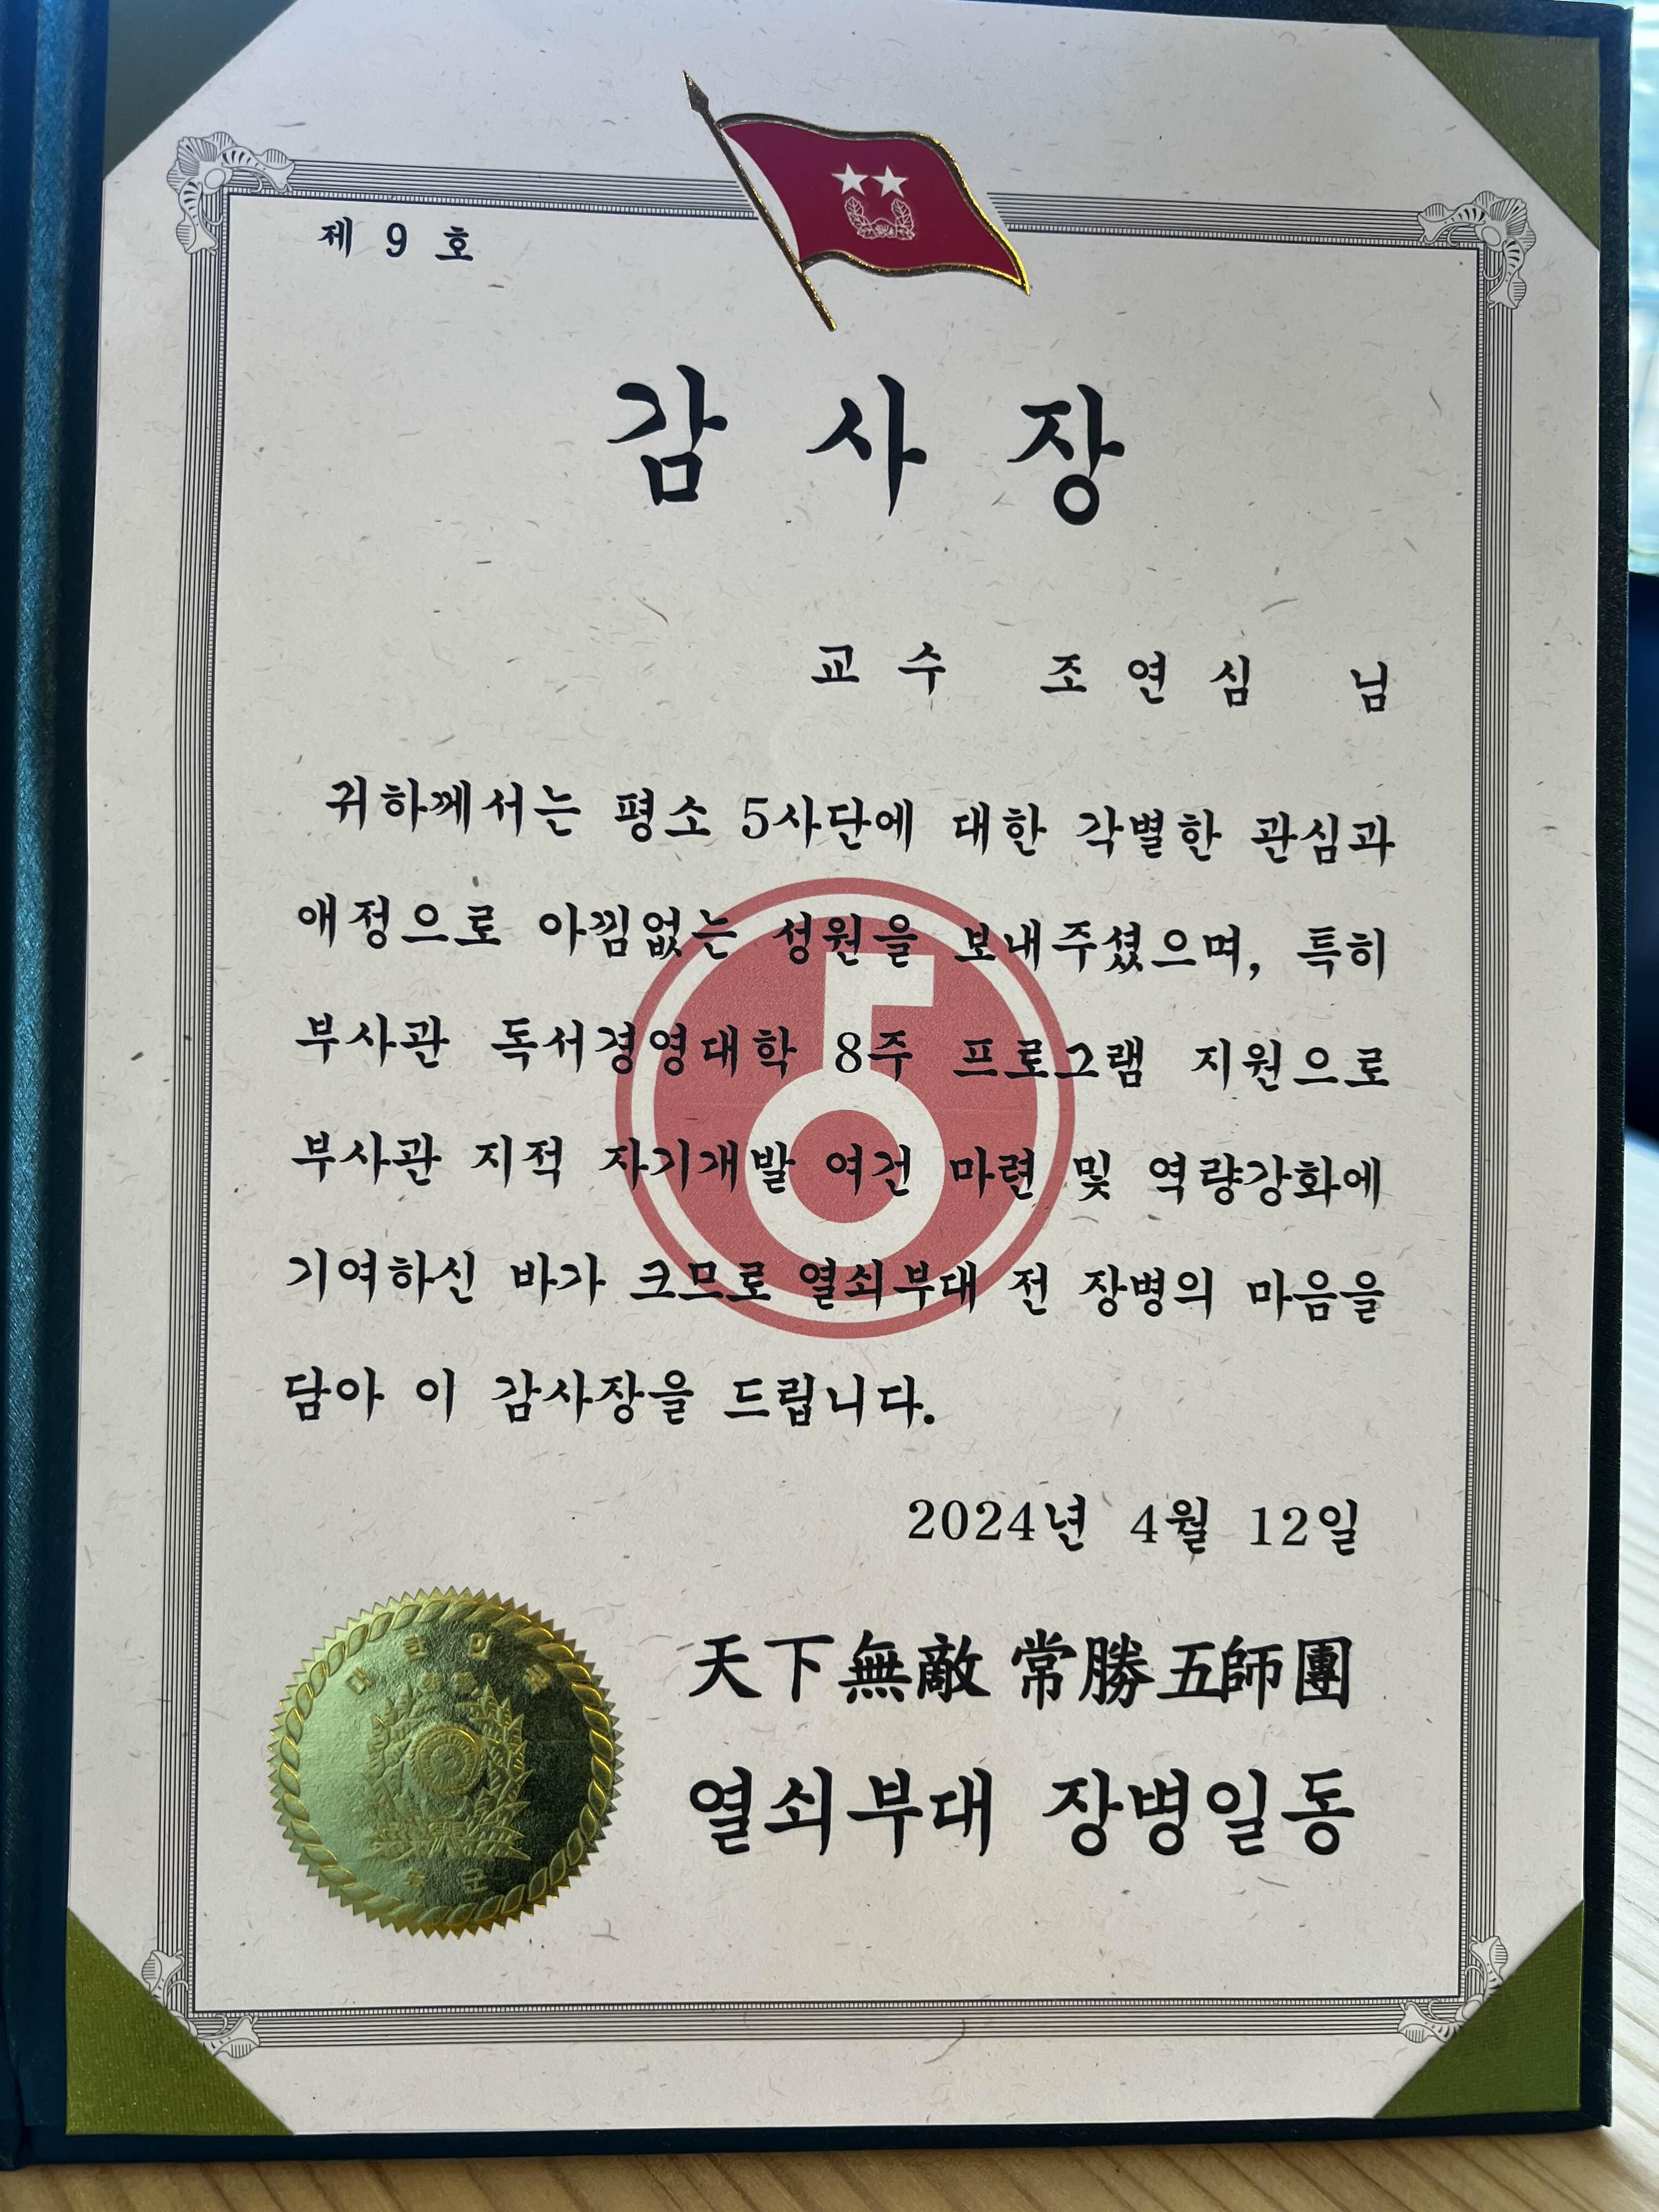 제 9 호
감 사 장
교 수 조 연 심 님
귀하께서는 평소 5사단에 대한 각별한 관심과
애정으로 아낌없는 성원을 보내주셨으며, 특히
부사관 독서경영대학 8주 프로그램 지원으로
부사관 지적 자기개발 여건 마련 및 역량강화에
기여하신 바가 크므로 열쇠부대 전 장병의 마음을
담아 이 감사장을 드립니다.
2024년 4월 12일
天下無敵 常勝五師團
열쇠부대 장병일동
대한민국
육군